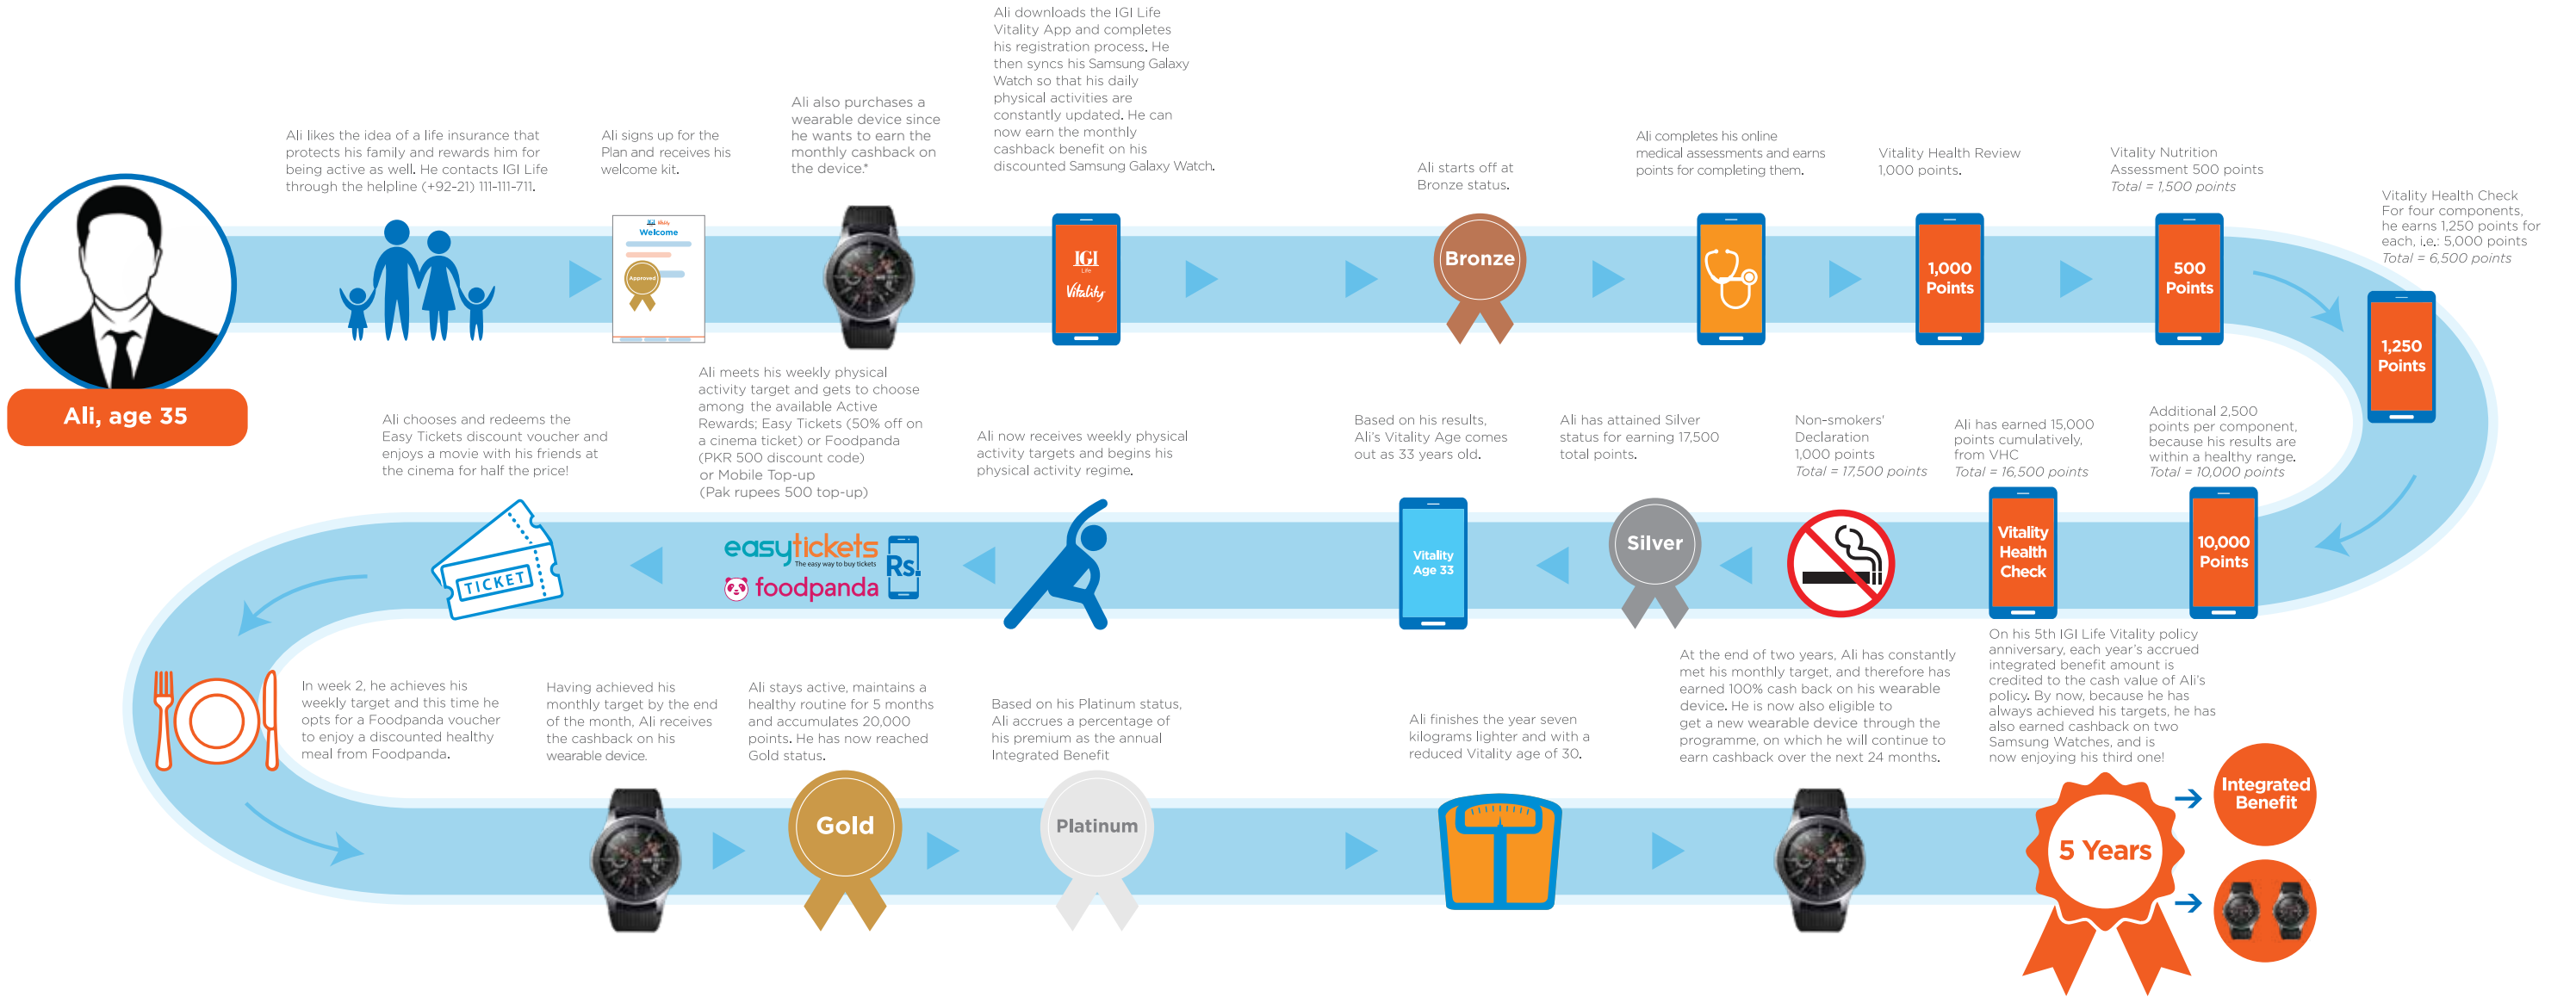 Ali, age 35
Ali likes the idea of a life insurance that
protects his family and rewards him for
being active as well. He contacts IGI Life
through the helpline (+92-21) 111-111-711.
Ali signs up for the
Plan and receives his
welcome kit.
IGI Vitality
Welcome
Approved
Ali also purchases a
wearable device since
he wants to earn the
monthly cashback on
the device.*
Ali downloads the IGI Life
Vitality App and completes
his registration process. He
then syncs his Samsung Galaxy
Watch so that his daily
physical activities are
constantly updated. He can
now earn the monthly
cashback benefit on his
discounted Samsung Galaxy Watch.
IGI
Life
Vitality
Ali starts off at
Bronze status.
Bronze
Ali completes his online
medical assessments and earns
points for completing them.
Vitality Health Review
1,000 points.
1,000
Points
Vitality Nutrition
Assessment 500 points
Total = 1,500 points
500
Points
Vitality Health Check
For four components,
he earns 1,250 points for
each, i.e.: 5,000 points
Total = 6,500 points
1,250
Points
Additional 2,500
points per component,
because his results are
within a healthy range.
Total = 10,000 points
10,000
Points
Ali has earned 15,000
points cumulatively,
from VHC
Total = 16,500 points
Vitality
Health
Check
Non-smokers'
Declaration
1,000 points
Total = 17,500 points
Ali has attained Silver
status for earning 17,500
total points.
Silver
Based on his results,
Ali's Vitality Age comes
out as 33 years old.
Vitality
Age 33
Ali now receives weekly physical
activity targets and begins his
physical activity regime.
Ali meets his weekly physical
activity target and gets to choose
among the available Active
Rewards; Easy Tickets (50% off on
a cinema ticket) or Foodpanda
(PKR 500 discount code)
or Mobile Top-up
(Pak rupees 500 top-up)
easytickets
The easy way to buy tickets
foodpanda
Rs.
Ali chooses and redeems the
Easy Tickets discount voucher and
enjoys a movie with his friends at
the cinema for half the price!
TICKET
In week 2, he achieves his
weekly target and this time he
opts for a Foodpanda voucher
to enjoy a discounted healthy
meal from Foodpanda.
Having achieved his
monthly target by the end
of the month, Ali receives
the cashback on his
wearable device.
Ali stays active, maintains a
healthy routine for 5 months
and accumulates 20,000
points. He has now reached
Gold status.
Gold
Based on his Platinum status,
Ali accrues a percentage of
his premium as the annual
Integrated Benefit
Platinum
Ali finishes the year seven
kilograms lighter and with a
reduced Vitality age of 30.
At the end of two years, Ali has constantly
met his monthly target, and therefore has
earned 100% cash back on his wearable
device. He is now also eligible to
get a new wearable device through the
programme, on which he will continue to
earn cashback over the next 24 months.
On his 5th IGI Life Vitality policy
anniversary, each year's accrued
integrated benefit amount is
credited to the cash value of Ali's
policy. By now, because he has
always achieved his targets, he has
also earned cashback on two
Samsung Watches, and is
now enjoying his third one!
5 Years
Integrated
Benefit